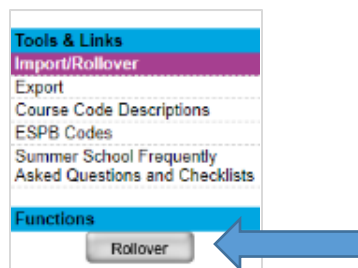 Tools & Links
Import/Rollover
Export
Course Code Descriptions
ESPB Codes
Summer School Frequently
Asked Questions and Checklists
Functions
Rollover